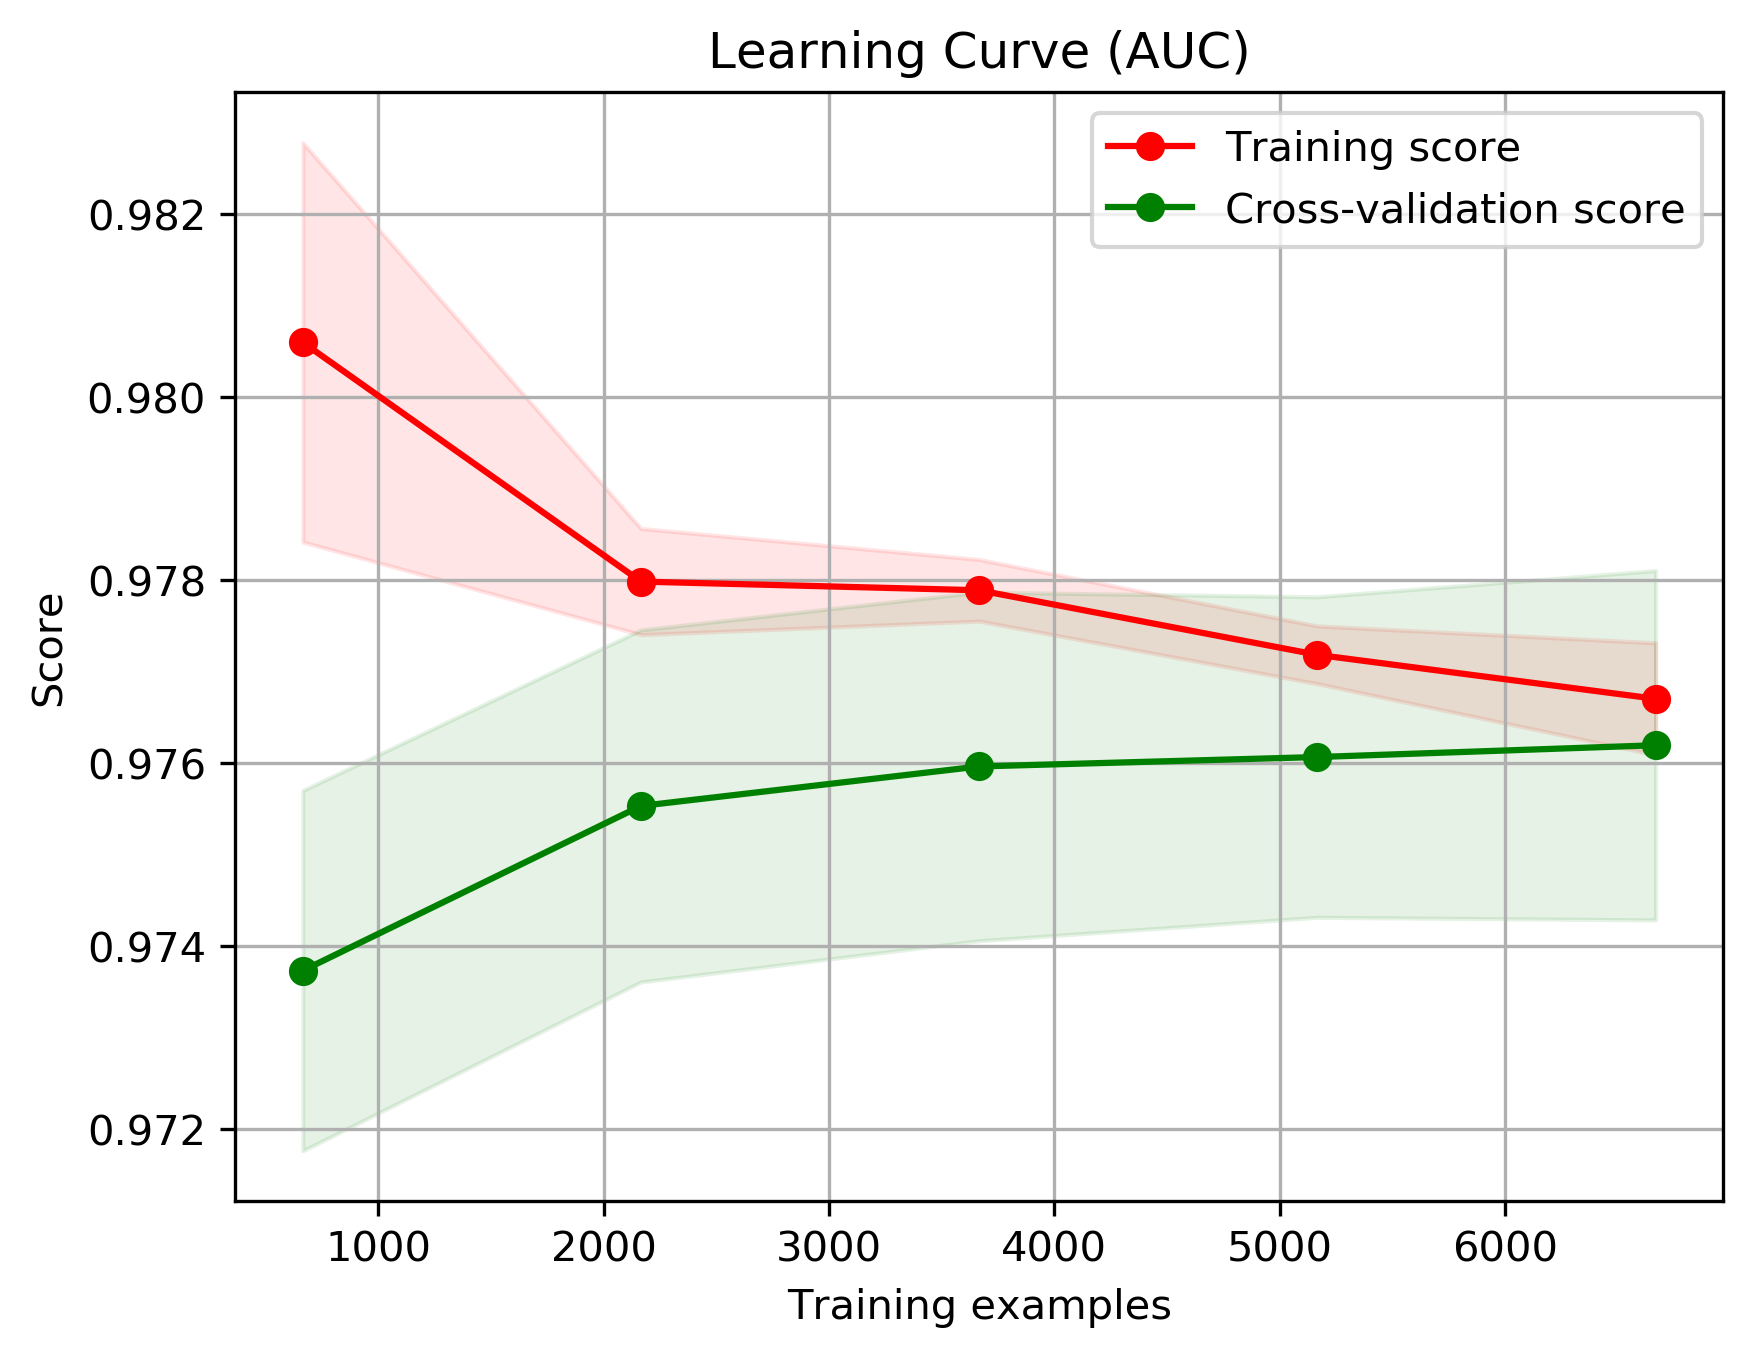 Learning Curve (AUC)
Training score
Cross-validation score
0.982
0.980
0.978
0.976
0.974
0.972
Score
1000 2000 3000 4000 5000 6000
Training examples